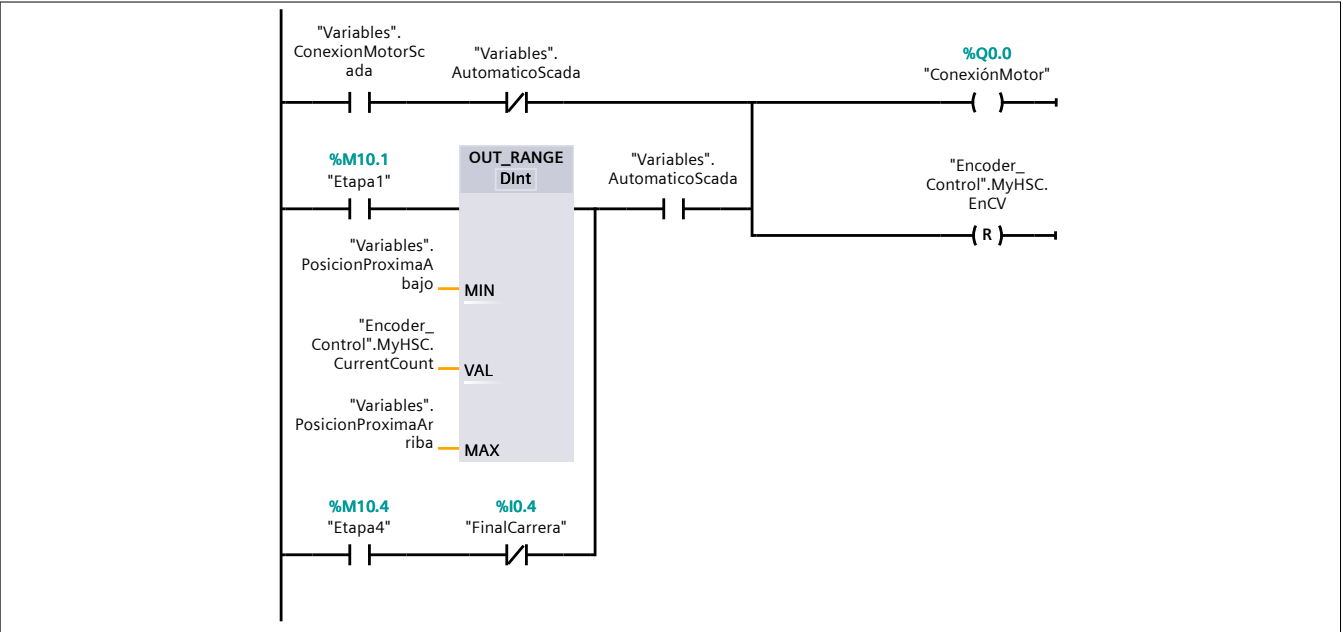 "Variables".
ConexionMotorSc
ada
"Variables".
AutomaticoScada
%Q0.0
"ConexiónMotor"
%M10.1
"Etapa1"
OUT_RANGE
DInt
"Variables".
AutomaticoScada
"Encoder_
Control".MyHSC.
EnCV
R
"Variables".
PosicionProximaA
bajo
MIN
"Encoder_
Control".MyHSC.
CurrentCount
VAL
"Variables".
PosicionProximaAr
riba
MAX
%M10.4
"Etapa4"
%I0.4
"FinalCarrera"